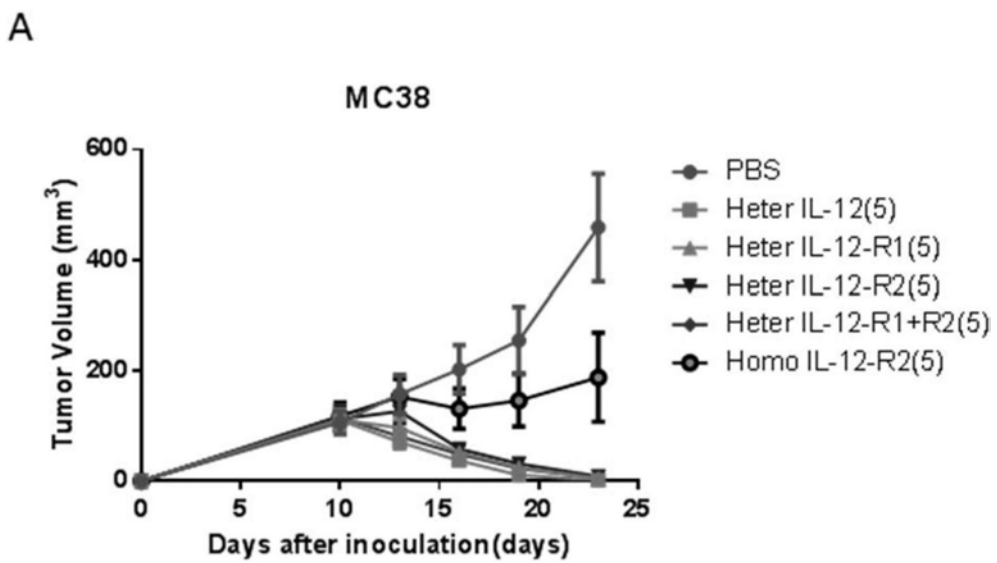 A
MC38
600
400
200
0
Tumor Volume (mm³)
0 5 10 15 20 25
Days after inoculation(days)
PBS
Heter IL-12(5)
Heter IL-12-R1(5)
Heter IL-12-R2(5)
Heter IL-12-R1+R2(5)
Homo IL-12-R2(5)